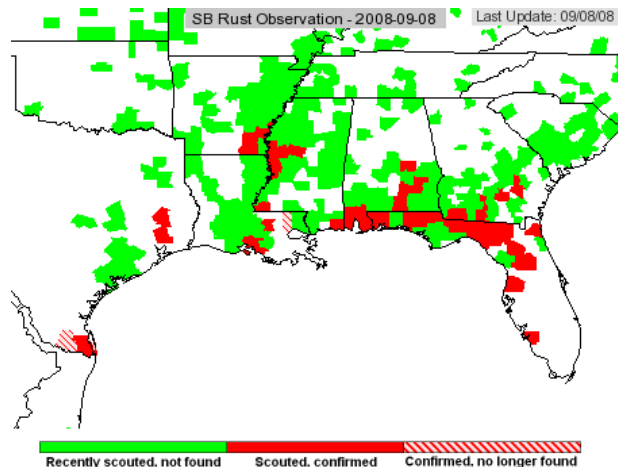 SB Rust Observation - 2008-09-08
Last Update: 09/08/08
Recently scouted, not found
Scouted, confirmed
Confirmed, no longer found